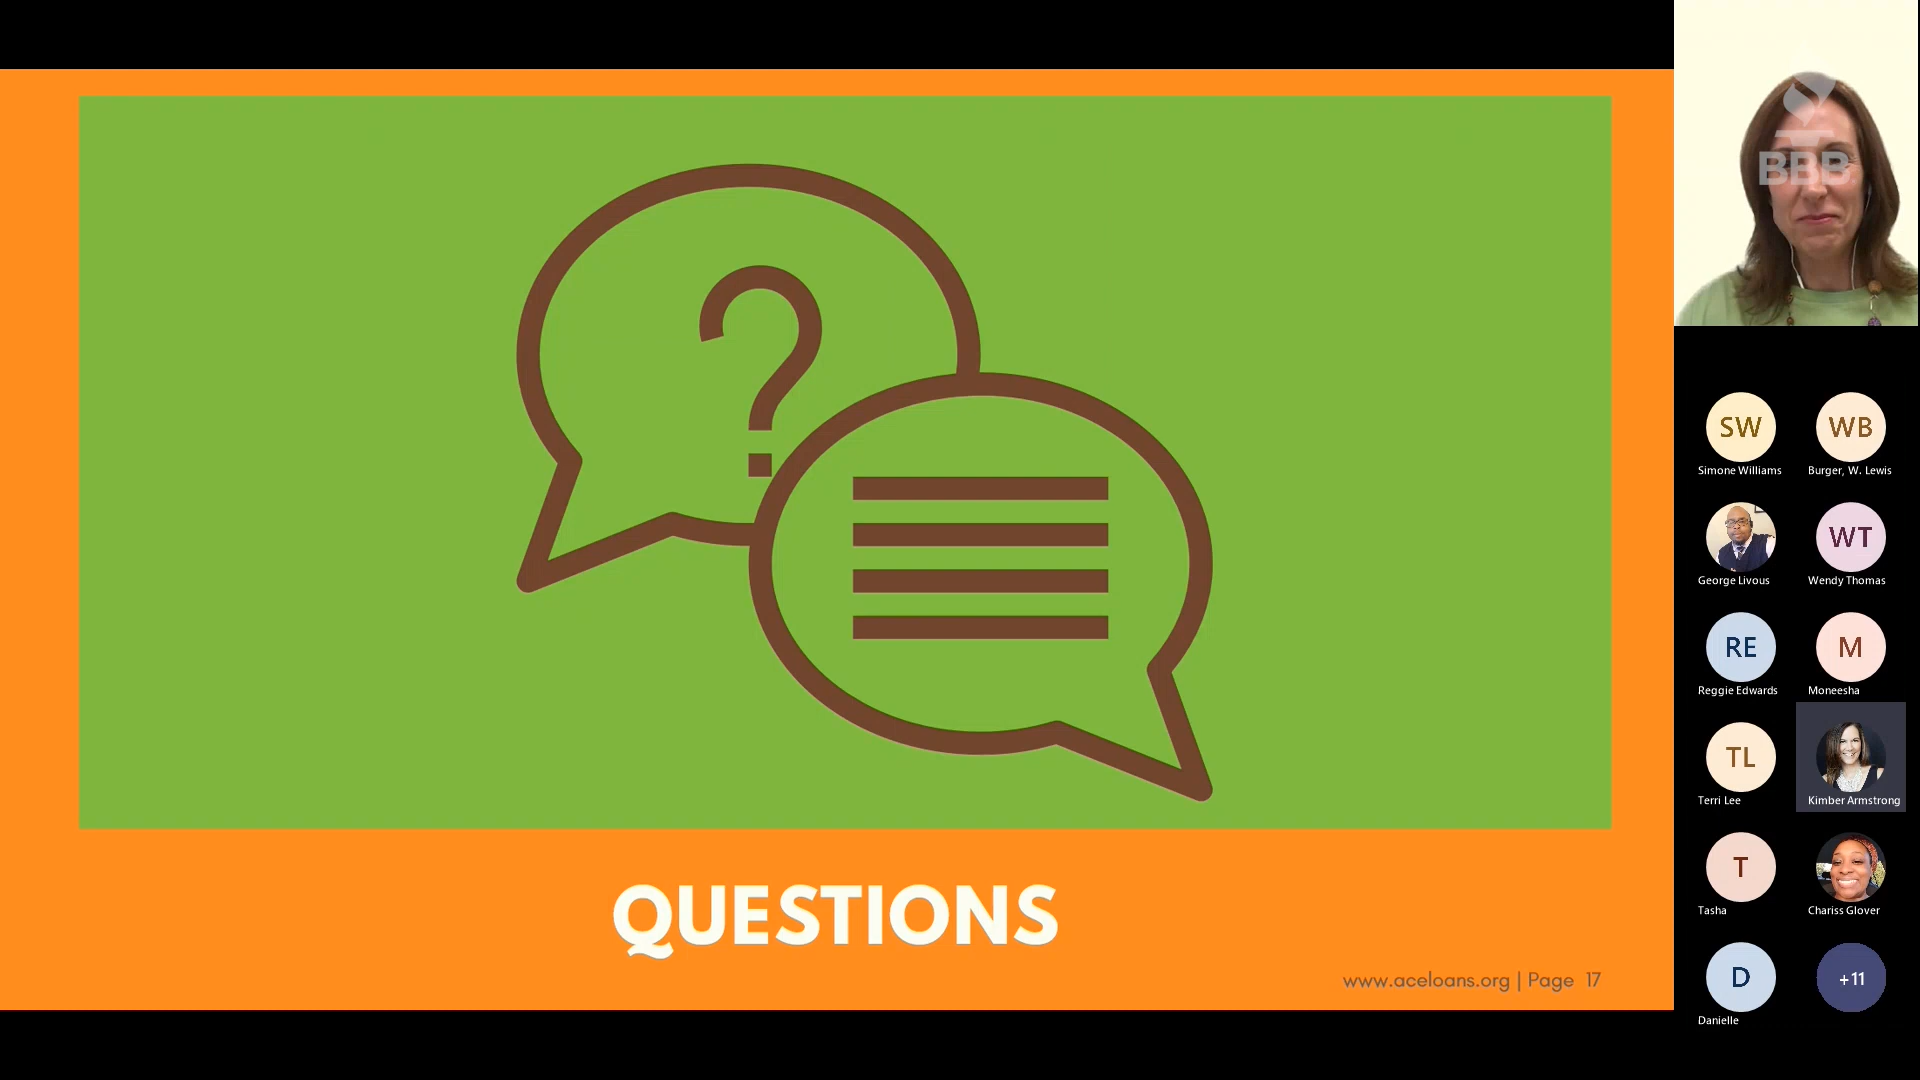 ?
QUESTIONS
www.aceloans.org | Page 17
BBB
SW
Simone Williams
WB
Burger, W. Lewis
George Livous
WT
Wendy Thomas
RE
Reggie Edwards
M
Moneesha
TL
Terri Lee
Kimber Armstrong
T
Tasha
Chariss Glover
D
Danielle
+11